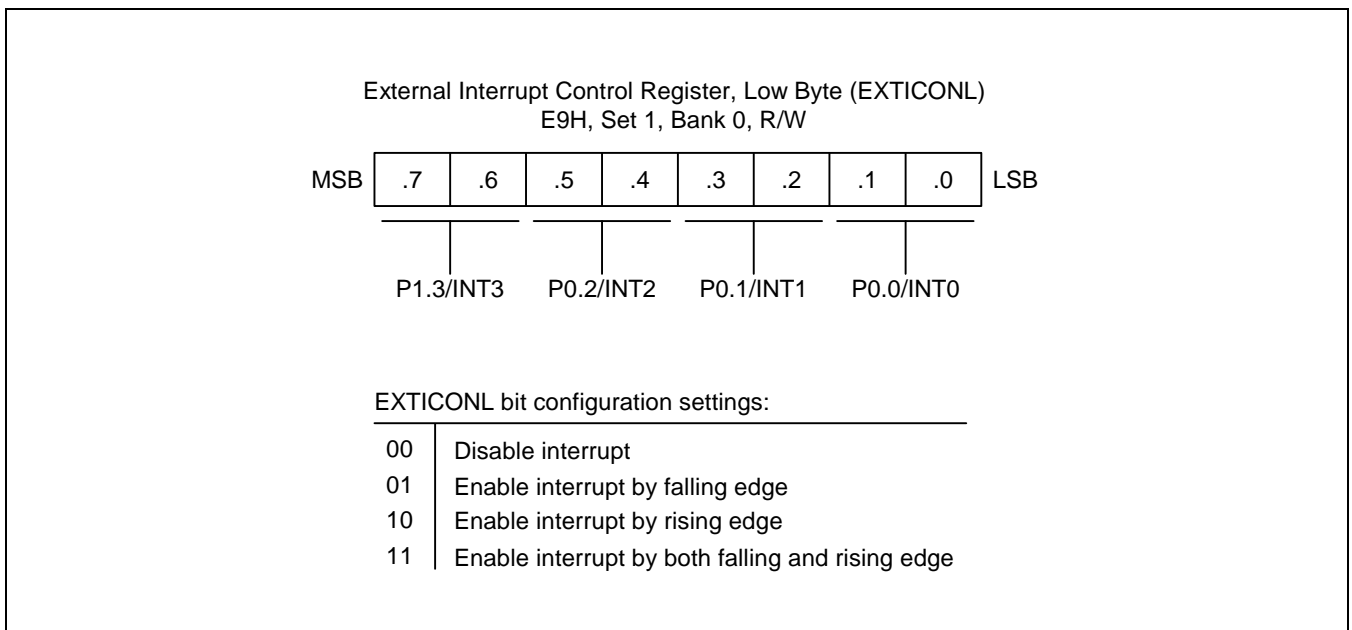 External Interrupt Control Register, Low Byte (EXTICONL)
E9H, Set 1, Bank 0, R/W
MSB .7 .6 .5 .4 .3 .2 .1 .0 LSB
P1.3/INT3 P0.2/INT2 P0.1/INT1 P0.0/INT0
EXTICONL bit configuration settings:
00 Disable interrupt
01 Enable interrupt by falling edge
10 Enable interrupt by rising edge
11 Enable interrupt by both falling and rising edge